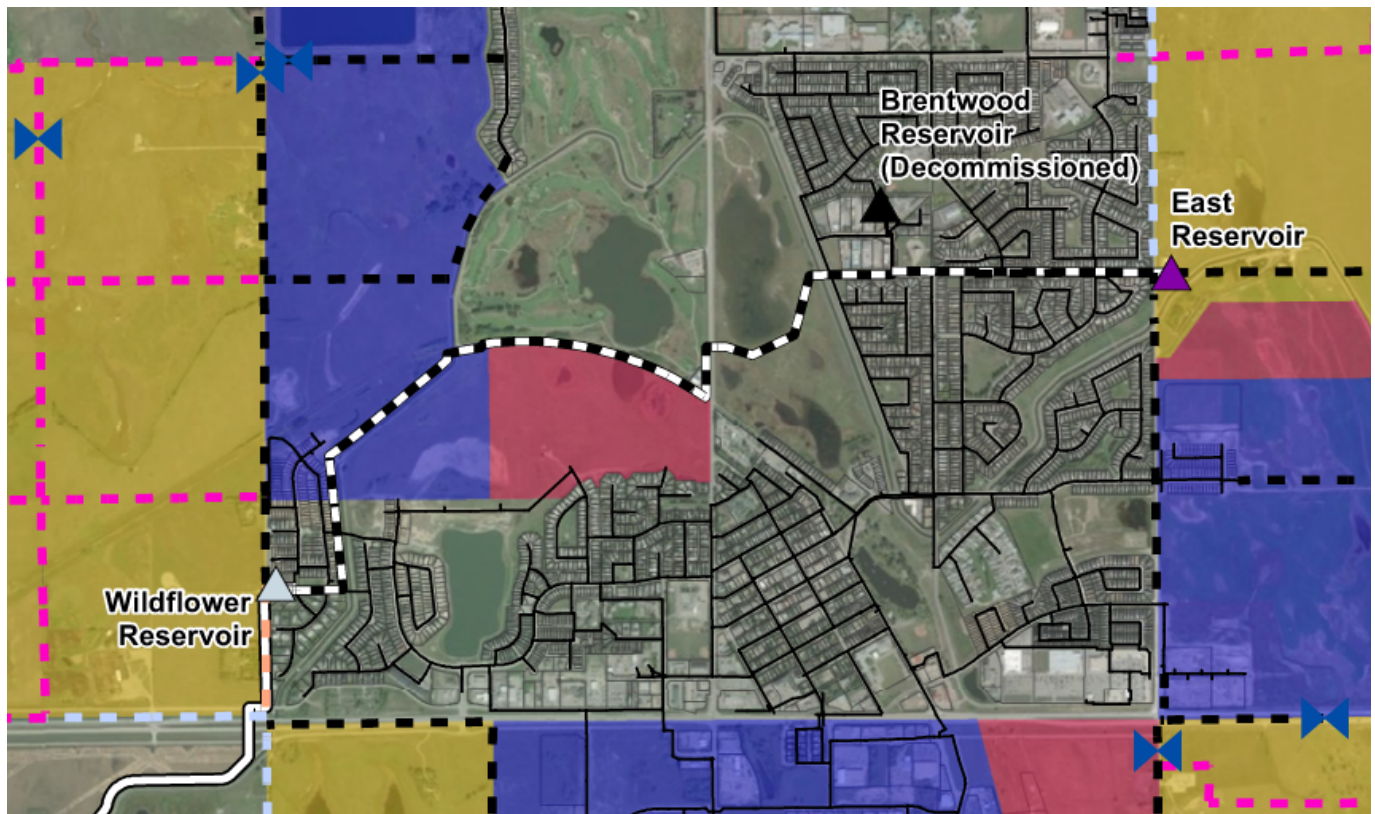 Brentwood
Reservoir
(Decommissioned)
East
Reservoir
Wildflower
Reservoir